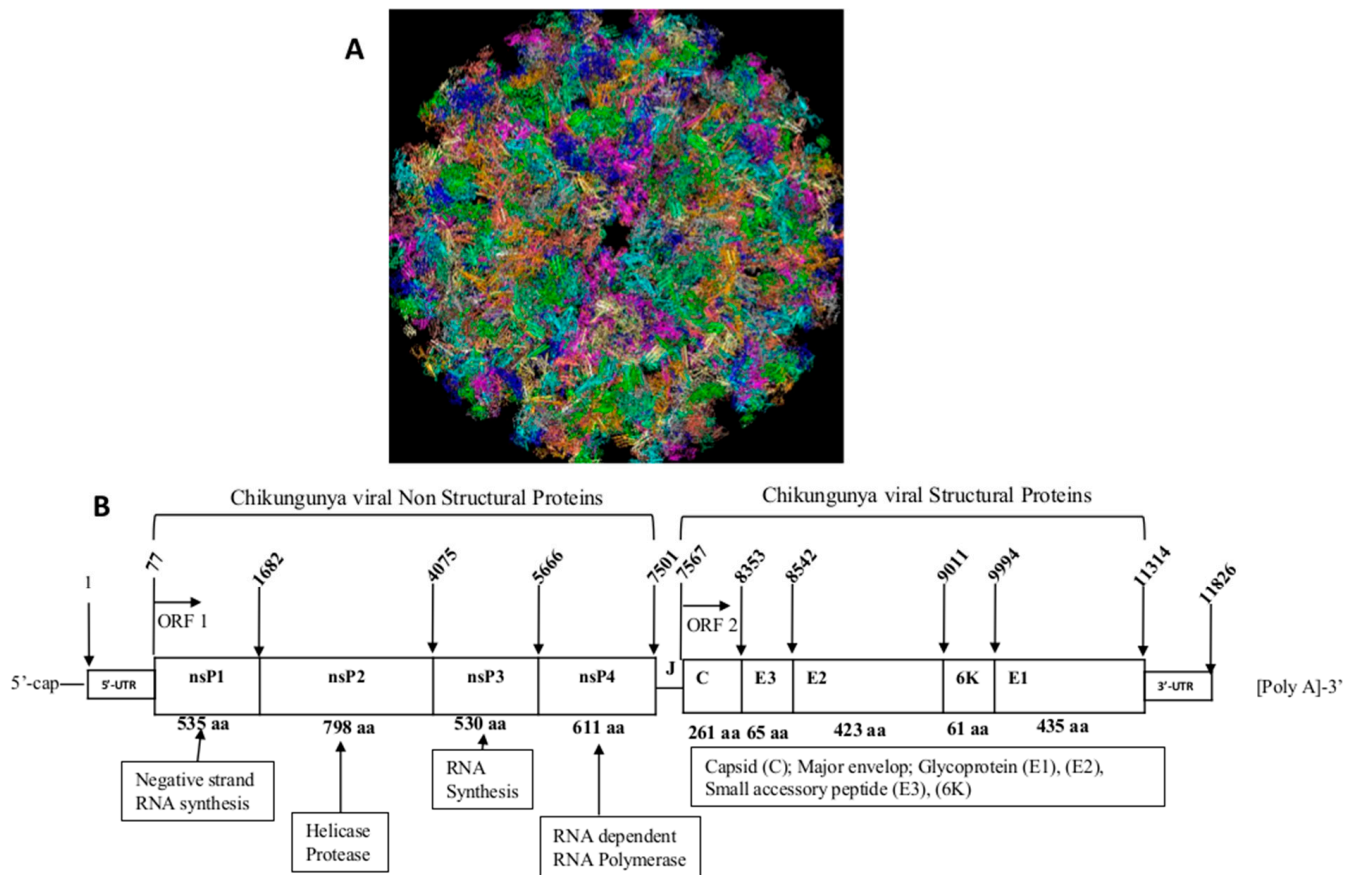 A
B
Chikungunya viral Non Structural Proteins
Chikungunya viral Structural Proteins
1
77
1682
4075
5666
7501
7567
8353
8542
9011
9994
11314
11826
ORF 1
ORF 2
5’-cap
5’-UTR
nsP1
nsP2
nsP3
nsP4
J
C
E3
E2
6K
E1
3’-UTR
[Poly A]-3’
535 aa
798 aa
530 aa
611 aa
261 aa
65 aa
423 aa
61 aa
435 aa
Negative strand
RNA synthesis
Helicase
Protease
RNA
Synthesis
RNA dependent
RNA Polymerase
Capsid (C); Major envelop; Glycoprotein (E1), (E2),
Small accessory peptide (E3), (6K)